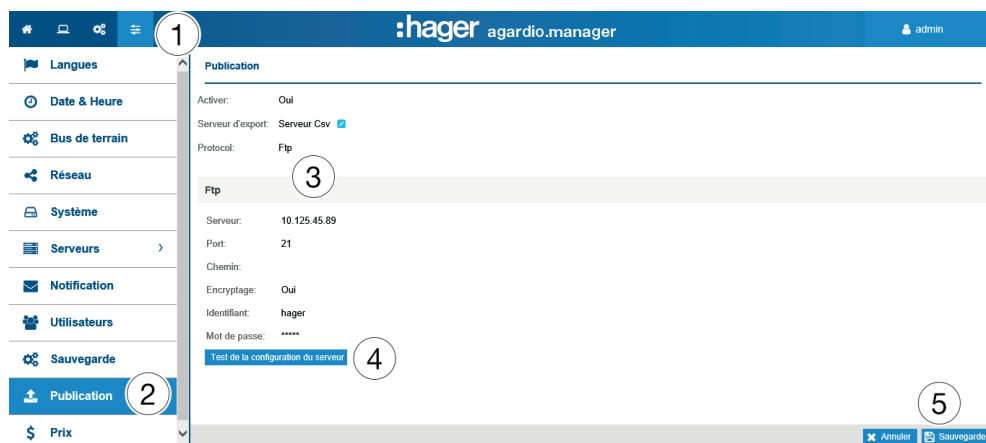 1
:hager agardio.manager
admin
Langues
Date & Heure
Bus de terrain
Réseau
Système
Serveurs
Notification
Utilisateurs
Sauvegarde
Publication 2
$ Prix
Publication
Activer: Oui
Serveur d'export: Serveur Csv
Protocol: Ftp
3
Ftp
Serveur: 10.125.45.89
Port: 21
Chemin:
Encryptage: Oui
Identifiant: hager
Mot de passe: *****
Test de la configuration du serveur 4
5
Annuler Sauvegarde